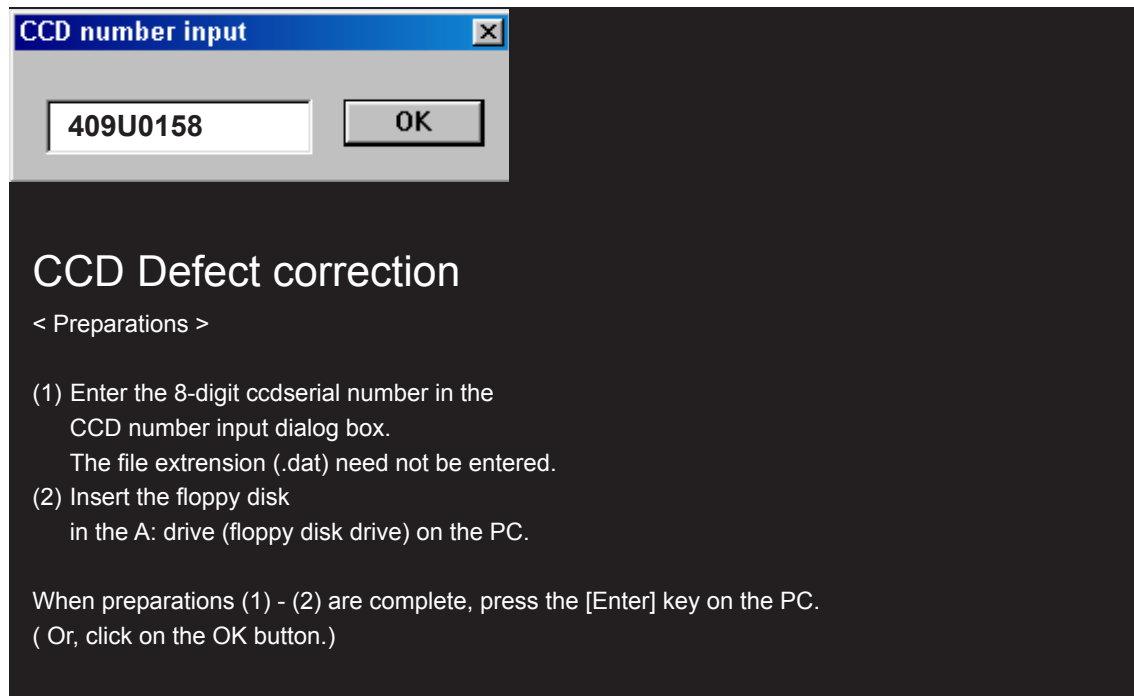 CCD number input
409U0158
OK
CCD Defect correction
< Preparations >
(1) Enter the 8-digit ccdserial number in the
CCD number input dialog box.
The file extrension (.dat) need not be entered.
(2) Insert the floppy disk
in the A: drive (floppy disk drive) on the PC.
When preparations (1) - (2) are complete, press the [Enter] key on the PC.
( Or, click on the OK button.)